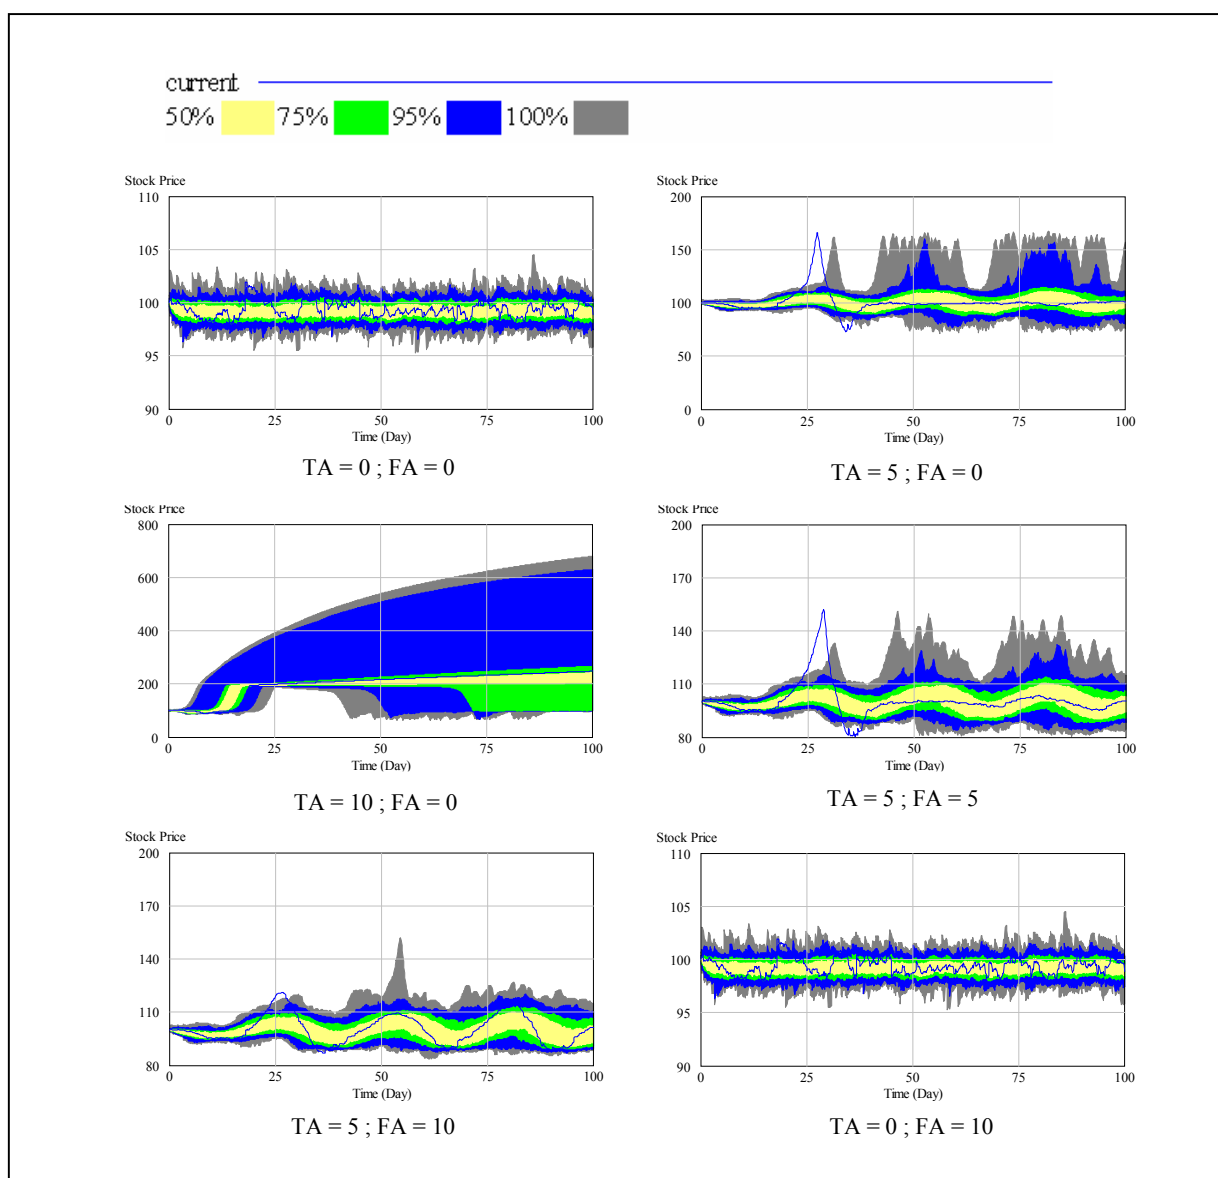 current
50% 75% 95% 100%
Stock Price
110
105
100
95
90
0 25 50 75 100
Time (Day)
TA = 0 ; FA = 0
Stock Price
200
150
100
50
0
0 25 50 75 100
Time (Day)
TA = 5 ; FA = 0
Stock Price
800
600
400
200
0
0 25 50 75 100
Time (Day)
TA = 10 ; FA = 0
Stock Price
200
170
140
110
80
0 25 50 75 100
Time (Day)
TA = 5 ; FA = 5
Stock Price
200
170
140
110
80
0 25 50 75 100
Time (Day)
TA = 5 ; FA = 10
Stock Price
110
105
100
95
90
0 25 50 75 100
Time (Day)
TA = 0 ; FA = 10